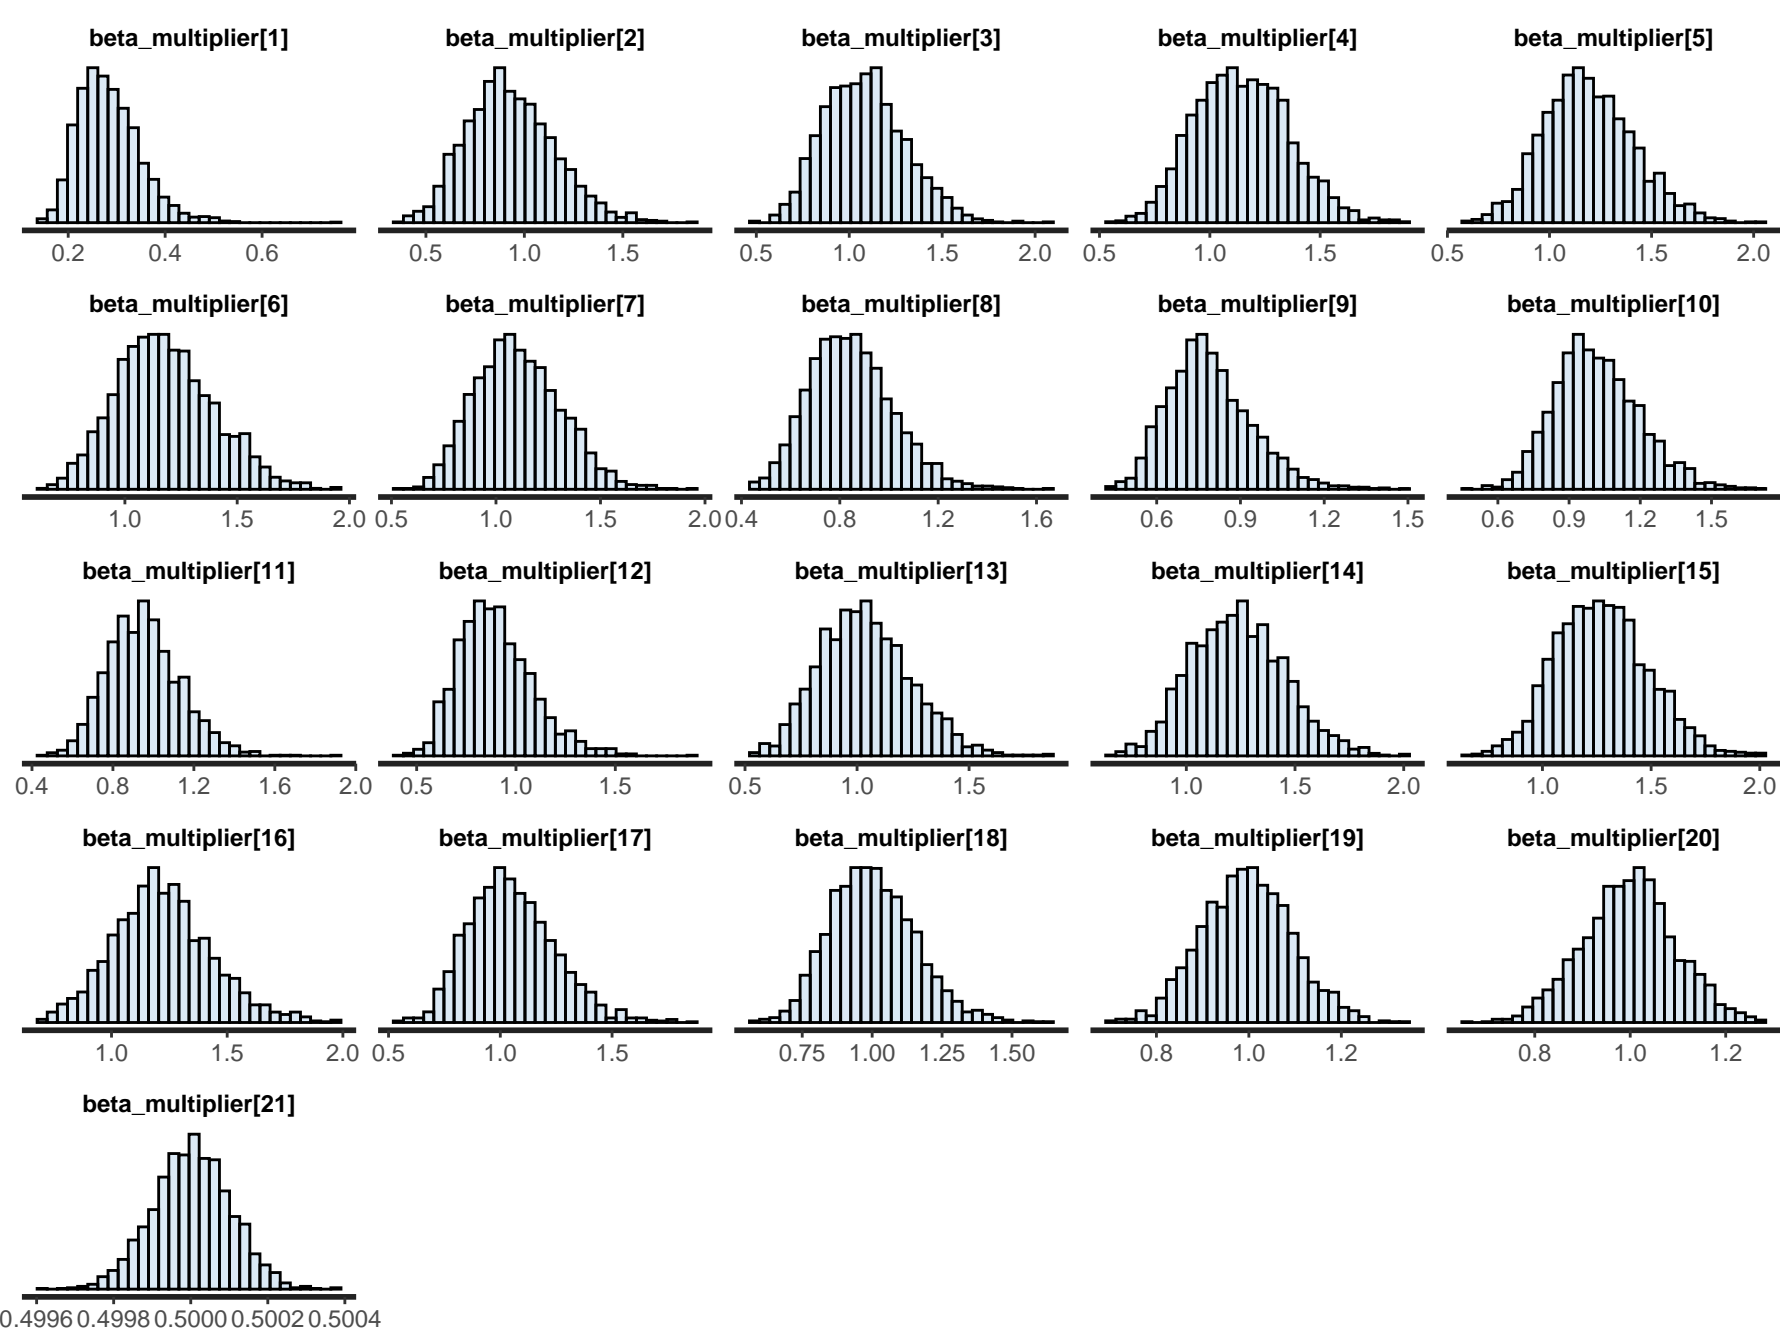 beta_multiplier[1] beta_multiplier[2] beta_multiplier[3] beta_multiplier[4] beta_multiplier[5]
0.2 0.4 0.6 0.5 1.0 1.5 0.5 1.0 1.5 2.0 0.5 1.0 1.5 0.5 1.0 1.5 2.0
beta_multiplier[6] beta_multiplier[7] beta_multiplier[8] beta_multiplier[9] beta_multiplier[10]
1.0 1.5 2.0 0.5 1.0 1.5 2.0 0.4 0.8 1.2 1.6 0.6 0.9 1.2 1.5 0.6 0.9 1.2 1.5
beta_multiplier[11] beta_multiplier[12] beta_multiplier[13] beta_multiplier[14] beta_multiplier[15]
0.4 0.8 1.2 1.6 2.0 0.5 1.0 1.5 0.5 1.0 1.5 1.0 1.5 2.0 1.0 1.5 2.0
beta_multiplier[16] beta_multiplier[17] beta_multiplier[18] beta_multiplier[19] beta_multiplier[20]
1.0 1.5 2.0 0.5 1.0 1.5 0.75 1.00 1.25 1.50 0.8 1.0 1.2 0.8 1.0 1.2
beta_multiplier[21]
0.4996 0.4998 0.5000 0.5002 0.5004